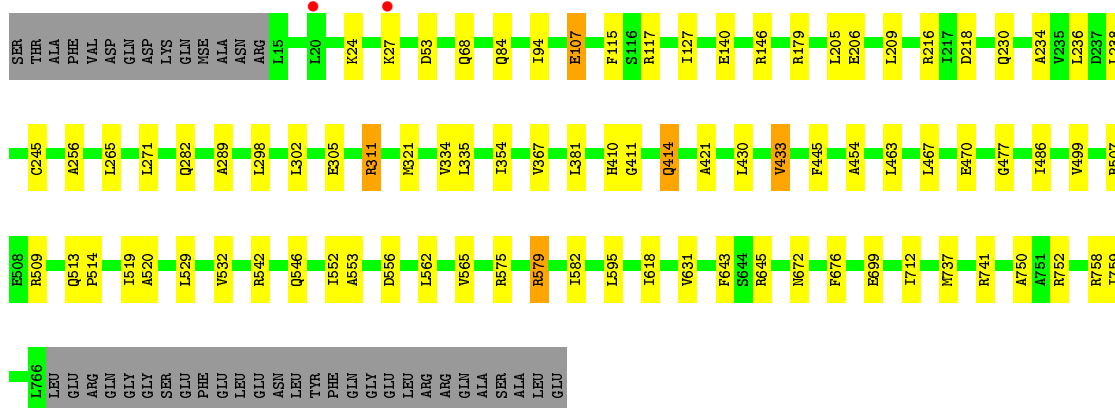 SER THR ALA PHE VAL ASP GLN ASP LYS GLN MSE ALA ASN ARG L15 L20 K24 K27 D53 Q68 Q84 I94 E107 F115 S116 R117 I127 E140 R146 R179 L205 E206 L209 R216 I217 D218 Q230 A234 V235 L236 D237 L238
C245 A256 L265 L271 Q282 A289 L298 L302 E305 R311 M321 V334 L335 I354 V367 L381 H410 G411 Q414 A421 L430 V433 F445 A454 L463 L467 E470 G477 I486 V499 R507
E508 R509 Q513 P514 I519 A520 L529 V532 R542 Q546 I552 A553 D556 L562 V565 R575 R579 I582 L595 I618 V631 F643 S644 R645 N672 F676 E699 I712 M737 R741 A750 A751 R752 R758
L766 LEU GLU ARG GLN GLY GLY SER GLU PHE GLU LEU GLU ASN LEU TYR PHE GLN GLY GLU LEU ARG ARG GLN ALA SER ALA LEU GLU